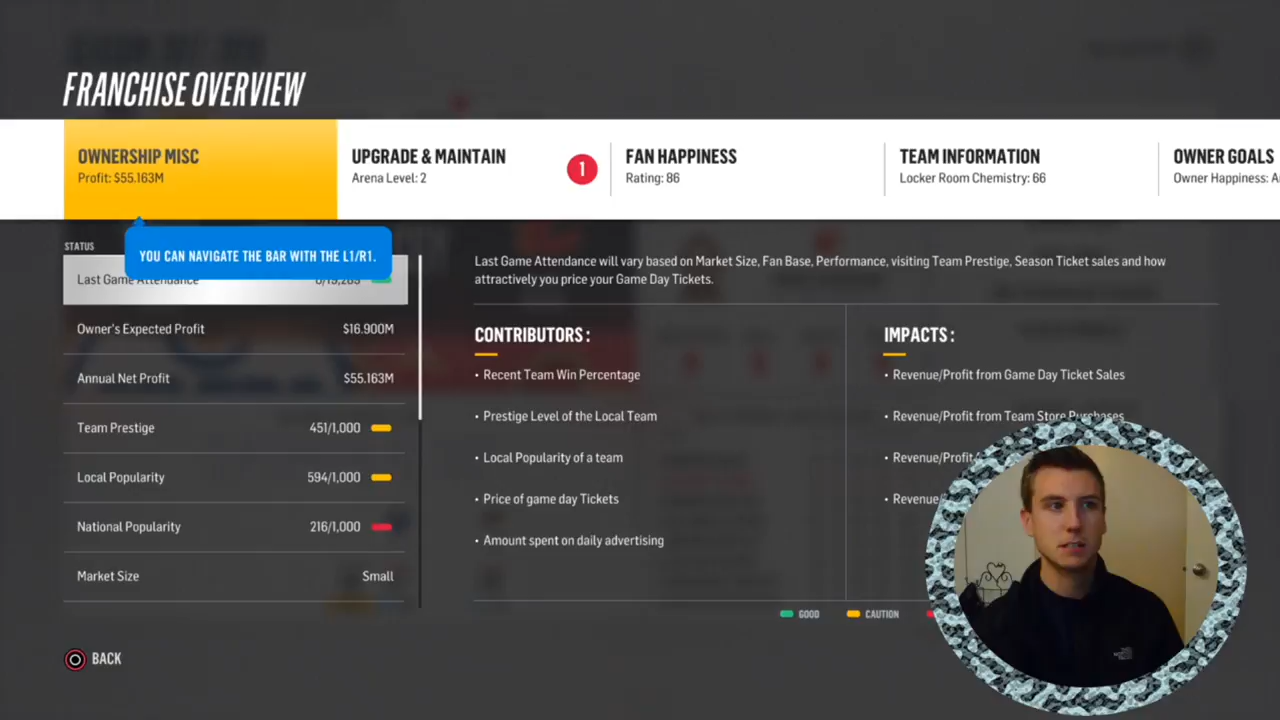 FRANCHISE OVERVIEW
OWNERSHIP MISC
Profit: $55.163M
UPGRADE & MAINTAIN
Arena Level: 2
1
FAN HAPPINESS
Rating: 86
TEAM INFORMATION
Locker Room Chemistry: 66
OWNER GOALS
Owner Happiness:
YOU CAN NAVIGATE THE BAR WITH THE L1/R1.
STATUS
Last Game Attendance
Owner's Expected Profit $16.900M
Annual Net Profit $55.163M
Team Prestige 451/1,000
Local Popularity 594/1,000
National Popularity 216/1,000
Market Size Small
Last Game Attendance will vary based on Market Size, Fan Base, Performance, visiting Team Prestige, Season Ticket sales and how
attractively you price your Game Day Tickets.
CONTRIBUTORS :
• Recent Team Win Percentage
• Prestige Level of the Local Team
• Local Popularity of a team
• Price of game day Tickets
• Amount spent on daily advertising
IMPACTS :
• Revenue/Profit from Game Day Ticket Sales
• Revenue/Profit from Team Store Purchases
• Revenue/Profit
• Revenue/
GOOD
CAUTION
BACK